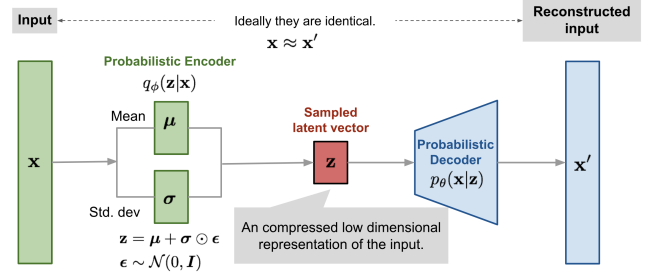 Input
Ideally they are identical.
x ≈ x′
Reconstructed
input
Probabilistic Encoder
qϕ(z|x)
Mean
μ
Sampled
latent vector
Probabilistic
Decoder
pθ(x|z)
x
z
x′
Std. dev
σ
z = μ + σ ⊙ ϵ
ϵ ∼ 𝒩(0, I)
An compressed low dimensional
representation of the input.